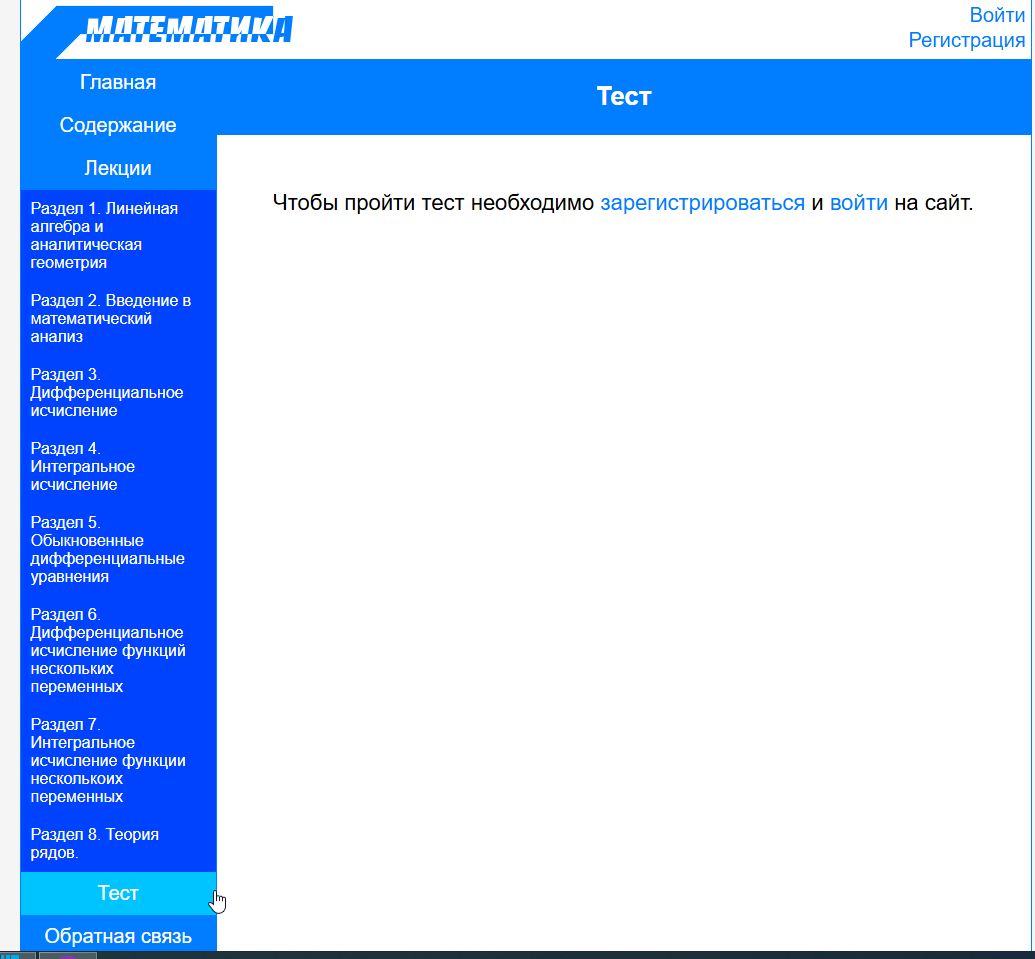 МАТЕМАТИКА
Войти
Регистрация
Главная
Содержание
Лекции
Раздел 1. Линейная
алгебра и
аналитическая
геометрия
Раздел 2. Введение в
математический
анализ
Раздел 3.
Дифференциальное
исчисление
Раздел 4.
Интегральное
исчисление
Раздел 5.
Обыкновенные
дифференциальные
уравнения
Раздел 6.
Дифференциальное
исчисление функций
нескольких
переменных
Раздел 7.
Интегральное
исчисление функции
несколькоих
переменных
Раздел 8. Теория
рядов.
Тест
Обратная связь
Тест
Чтобы пройти тест необходимо зарегистрироваться и войти на сайт.